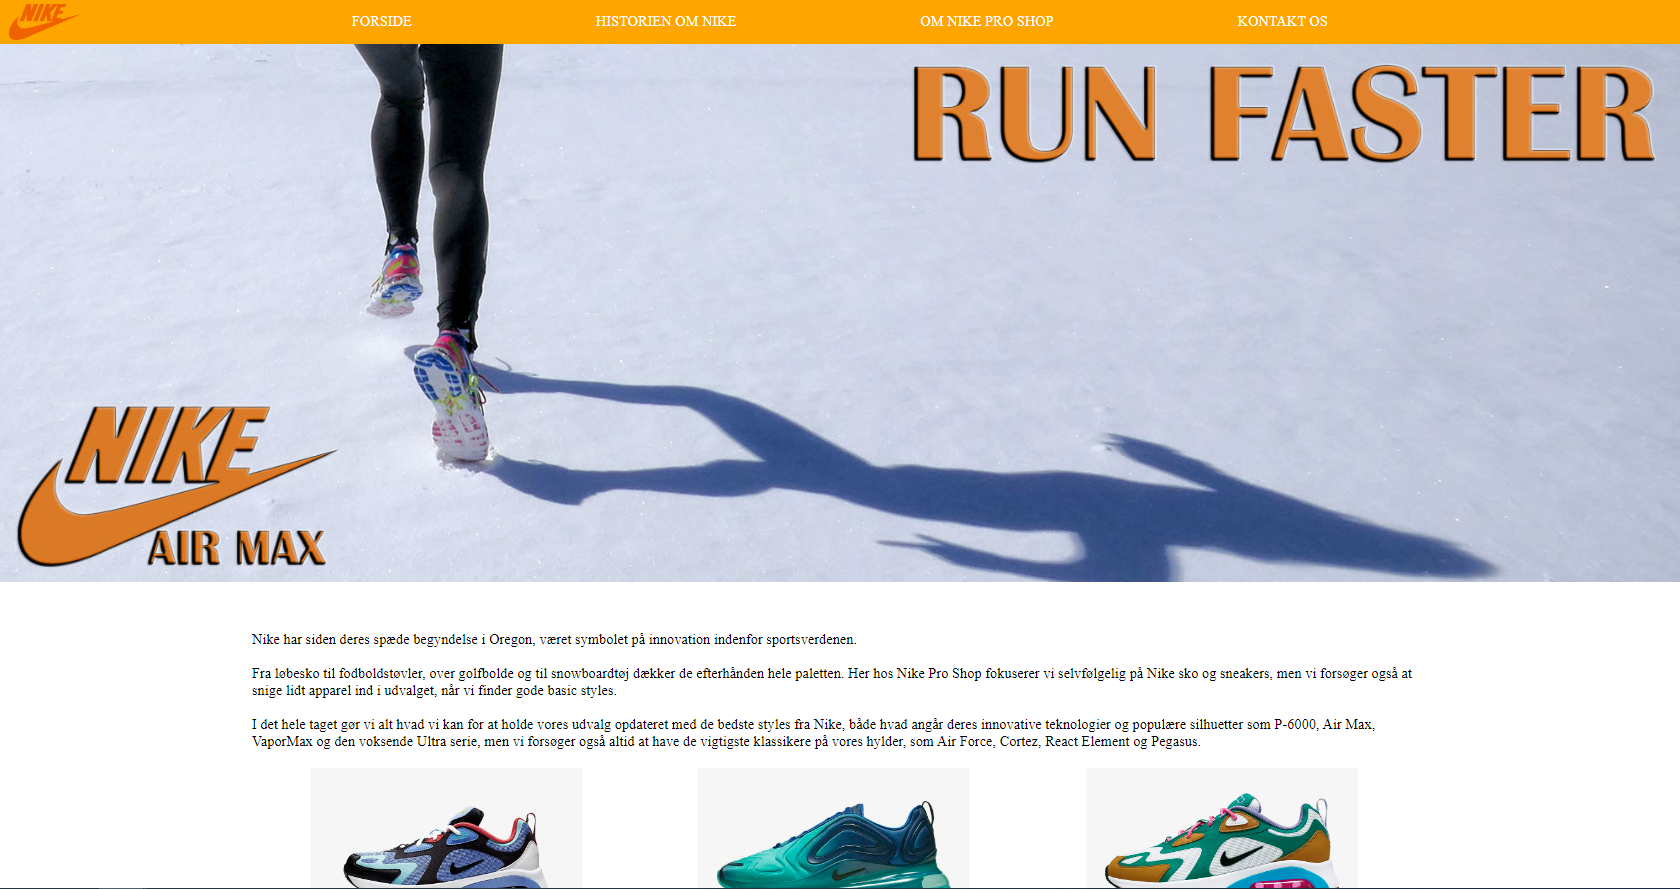 NIKE
FORSIDE
HISTORIEN OM NIKE
OM NIKE PRO SHOP
KONTAKT OS
RUN FASTER
NIKE
AIR MAX
Nike har siden deres spæde begyndelse i Oregon, været symbolet på innovation indenfor sportsverdenen.
Fra løbesko til fodboldstøvler, over golfbolde og til snowboardtøj dækker de efterhånden hele paletten. Her hos Nike Pro Shop fokuserer vi selvfølgelig på Nike sko og sneakers, men vi forsøger også at
snige lidt apparel ind i udvalget, når vi finder gode basic styles.
I det hele taget gør vi alt hvad vi kan for at holde vores udvalg opdateret med de bedste styles fra Nike, både hvad angår deres innovative teknologier og populære silhuetter som P-6000, Air Max,
VaporMax og den voksende Ultra serie, men vi forsøger også altid at have de vigtigste klassikere på vores hylder, som Air Force, Cortez, React Element og Pegasus.